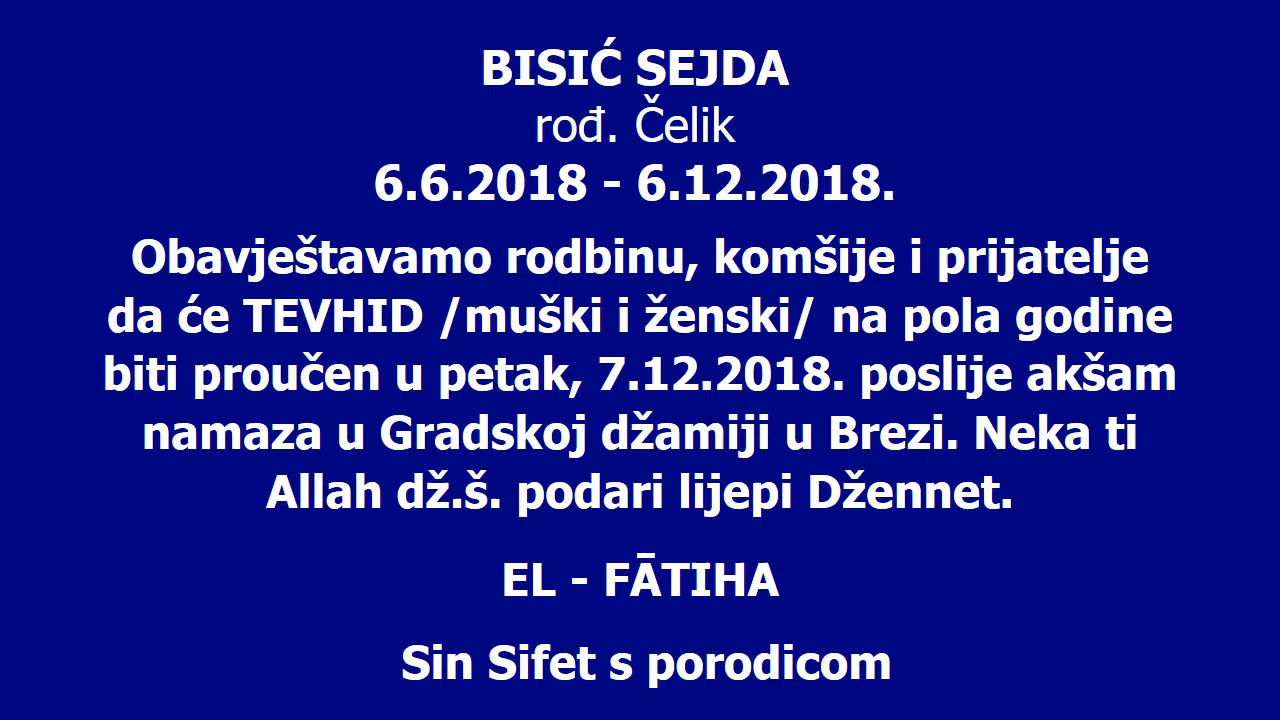 BISIĆ SEJDA
rođ. Čelik
6.6.2018 - 6.12.2018.
Obavještavamo rodbinu, komšije i prijatelje
da će TEVHID /muški i ženski/ na pola godine
biti proučen u petak, 7.12.2018. poslije akšam
namaza u Gradskoj džamiji u Brezi. Neka ti
Allah dž.š. podari lijepi Džennet.
EL - FĀTIHA
Sin Sifet s porodicom